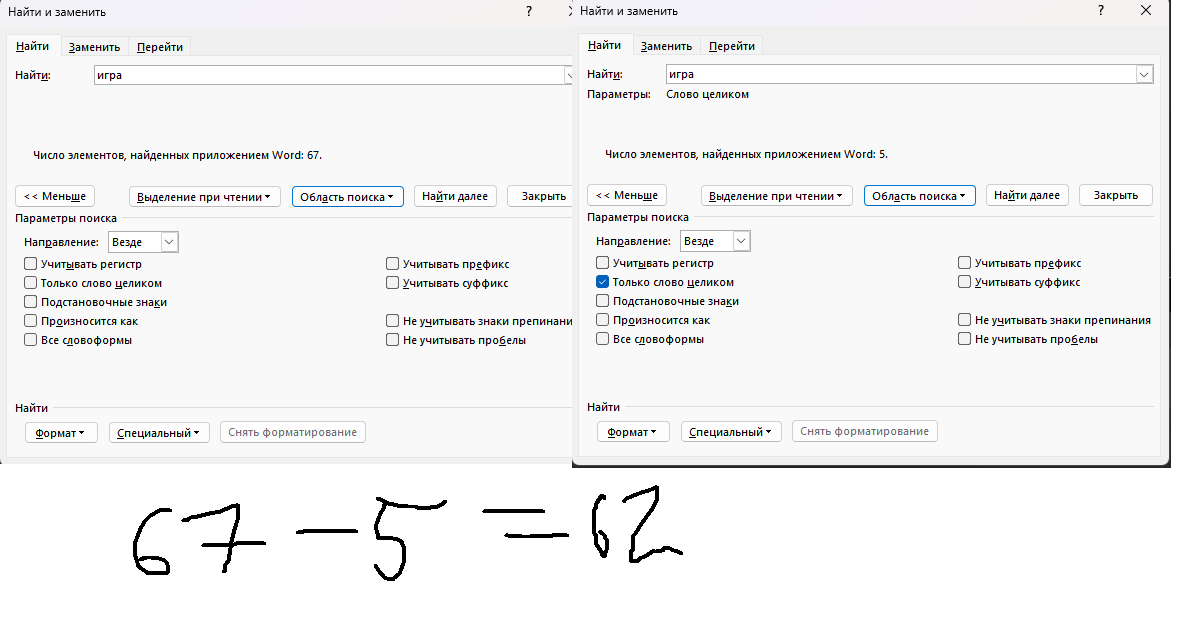 Найти и заменить ?
Найти Заменить Перейти
Найти: игра
Число элементов, найденных приложением Word: 67.
<< Меньше Выделение при чтении Область поиска Найти далее Закрыть
Параметры поиска
Направление: Везде
Учитывать регистр Учитывать префикс
Только слово целиком Учитывать суффикс
Подстановочные знаки
Произносится как Не учитывать знаки препинани
Все словоформы Не учитывать пробелы
Найти
Формат Специальный Снять форматирование
Найти и заменить ?
Найти Заменить Перейти
Найти: игра
Параметры: Слово целиком
Число элементов, найденных приложением Word: 5.
<< Меньше Выделение при чтении Область поиска Найти далее Закрыть
Параметры поиска
Направление: Везде
Учитывать регистр Учитывать префикс
Только слово целиком Учитывать суффикс
Подстановочные знаки
Произносится как Не учитывать знаки препинания
Все словоформы Не учитывать пробелы
Найти
Формат Специальный Снять форматирование
67 - 5 = 62